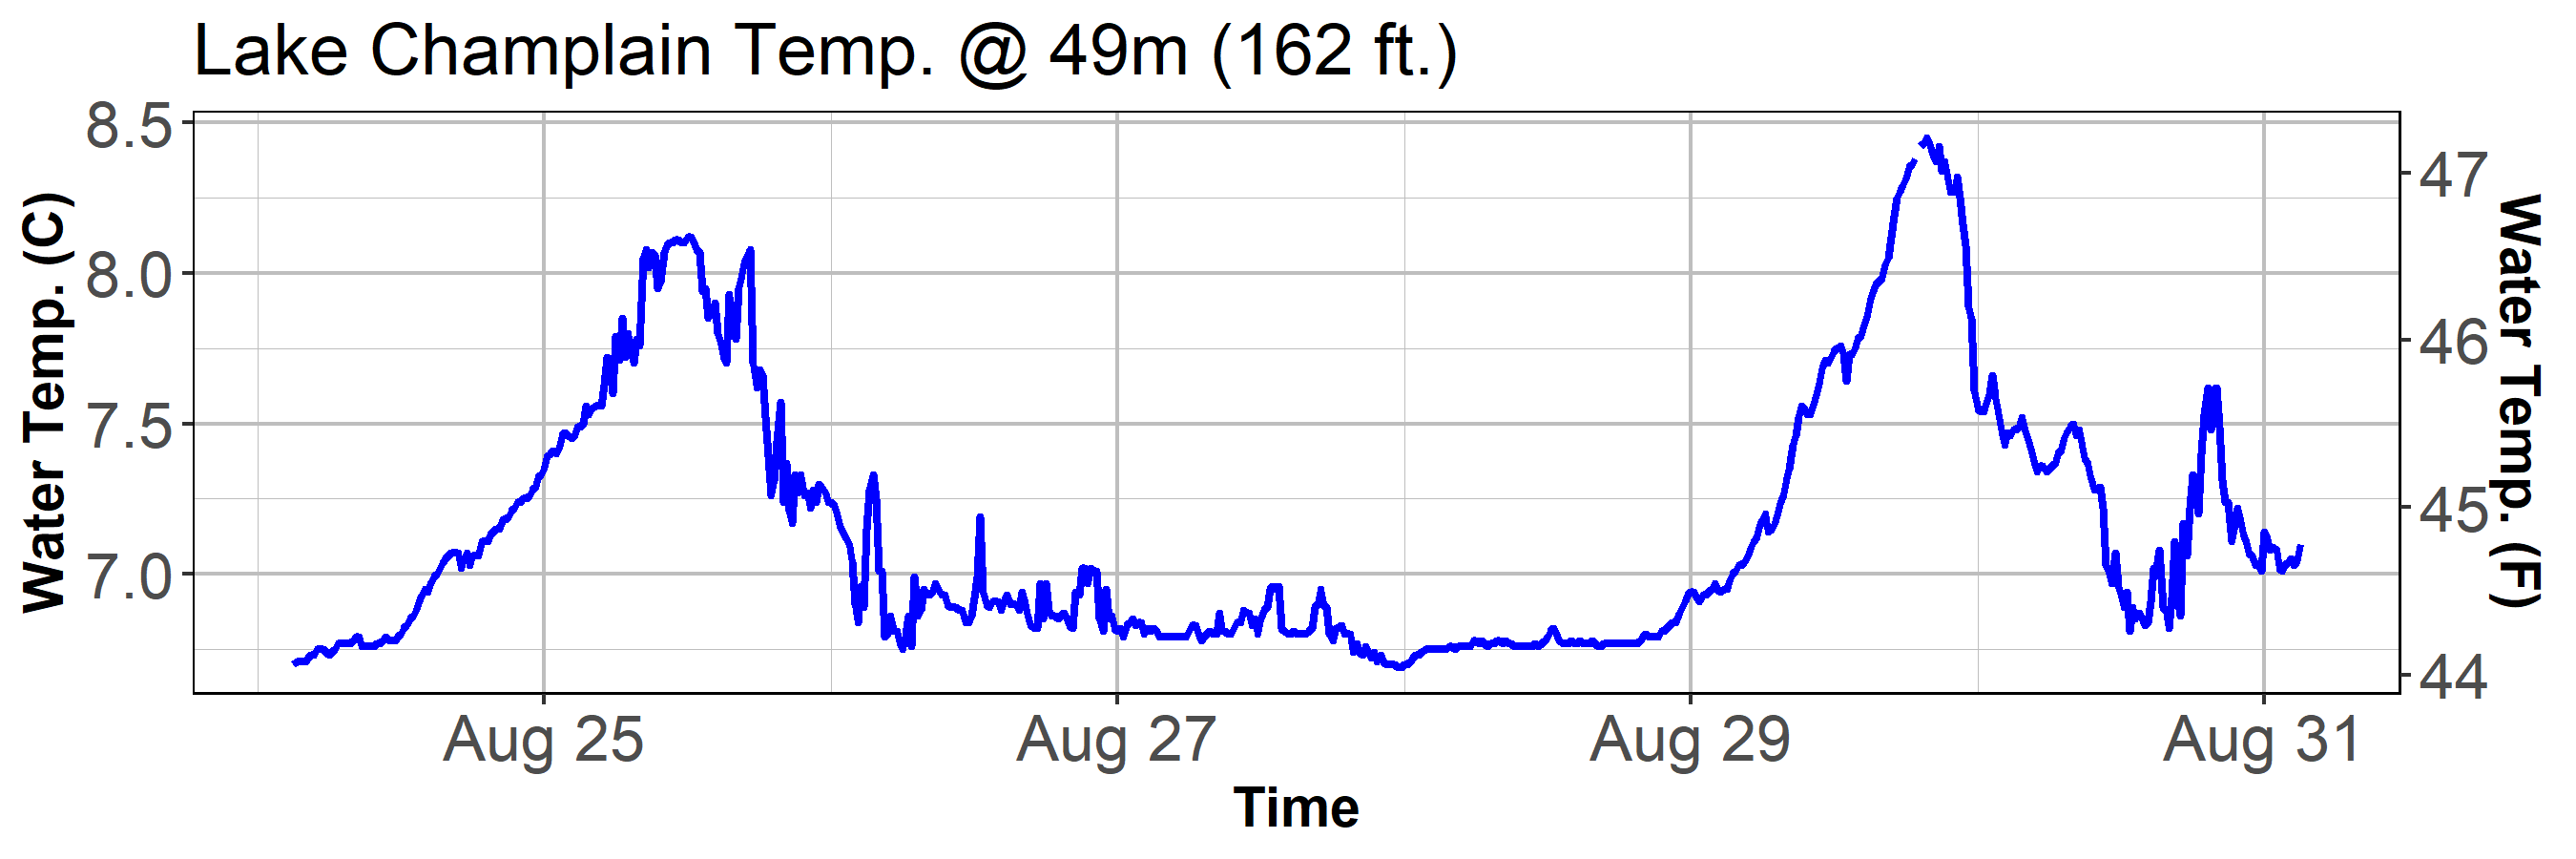 Lake Champlain Temp. @ 49m (162 ft.)
Water Temp. (C)
8.5
8.0
7.5
7.0
47
46
45
44
Water Temp. (F)
Aug 25 Aug 27 Aug 29 Aug 31
Time